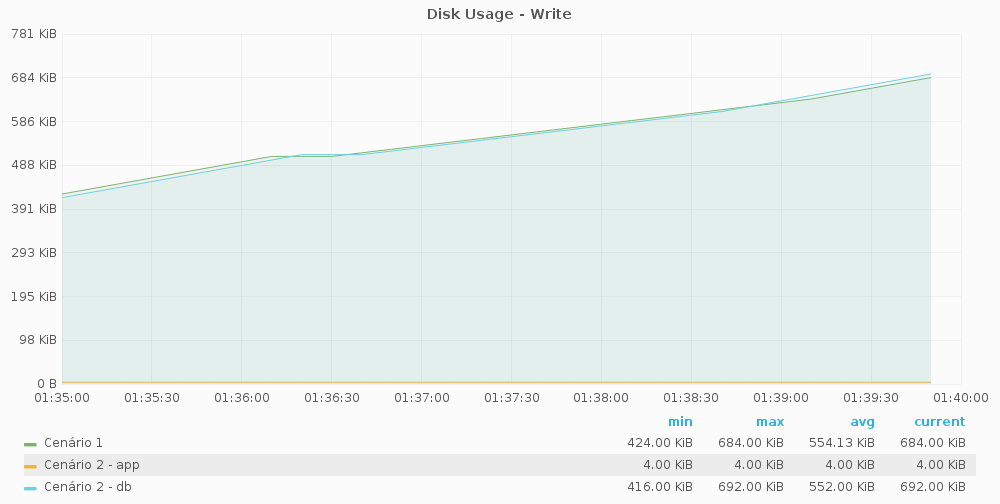 Disk Usage - Write
781 KiB
684 KiB
586 KiB
488 KiB
391 KiB
293 KiB
195 KiB
98 KiB
0 B
01:35:00 01:35:30 01:36:00 01:36:30 01:37:00 01:37:30 01:38:00 01:38:30 01:39:00 01:39:30 01:40:00
min max avg current
Cenário 1 424.00 KiB 684.00 KiB 554.13 KiB 684.00 KiB
Cenário 2 - app 4.00 KiB 4.00 KiB 4.00 KiB 4.00 KiB
Cenário 2 - db 416.00 KiB 692.00 KiB 552.00 KiB 692.00 KiB